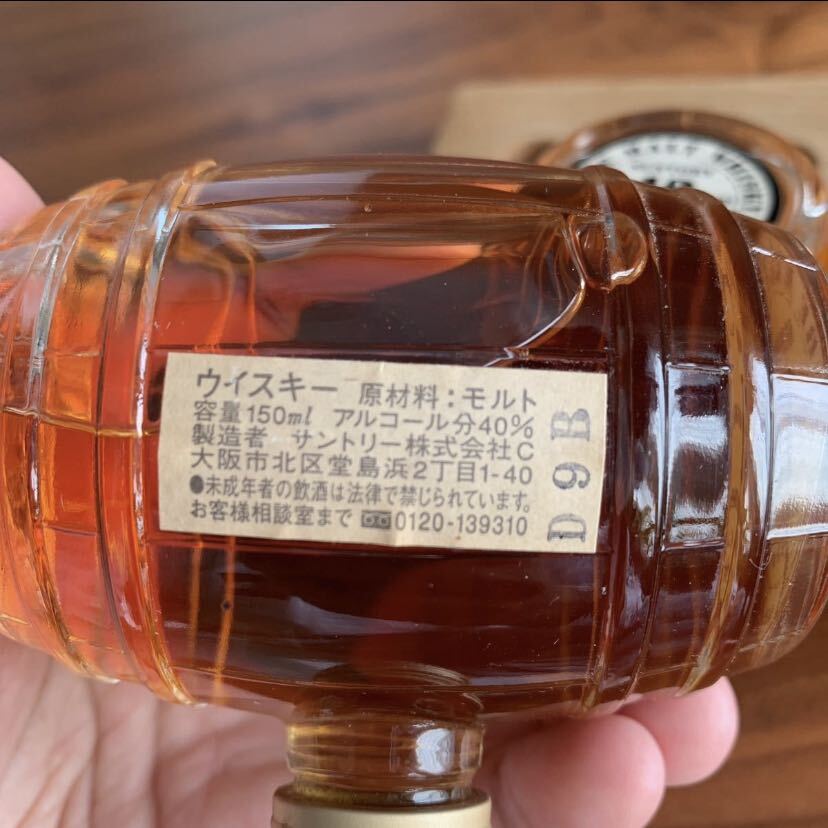 ウイスキー 原材料：モルト
容量150ml アルコール分40%
製造者 サントリー株式会社C
大阪市北区堂島浜2丁目1-40
●未成年者の飲酒は法律で禁じられています。
お客様相談室まで 0120-139310
D9B
MALT WHISKY